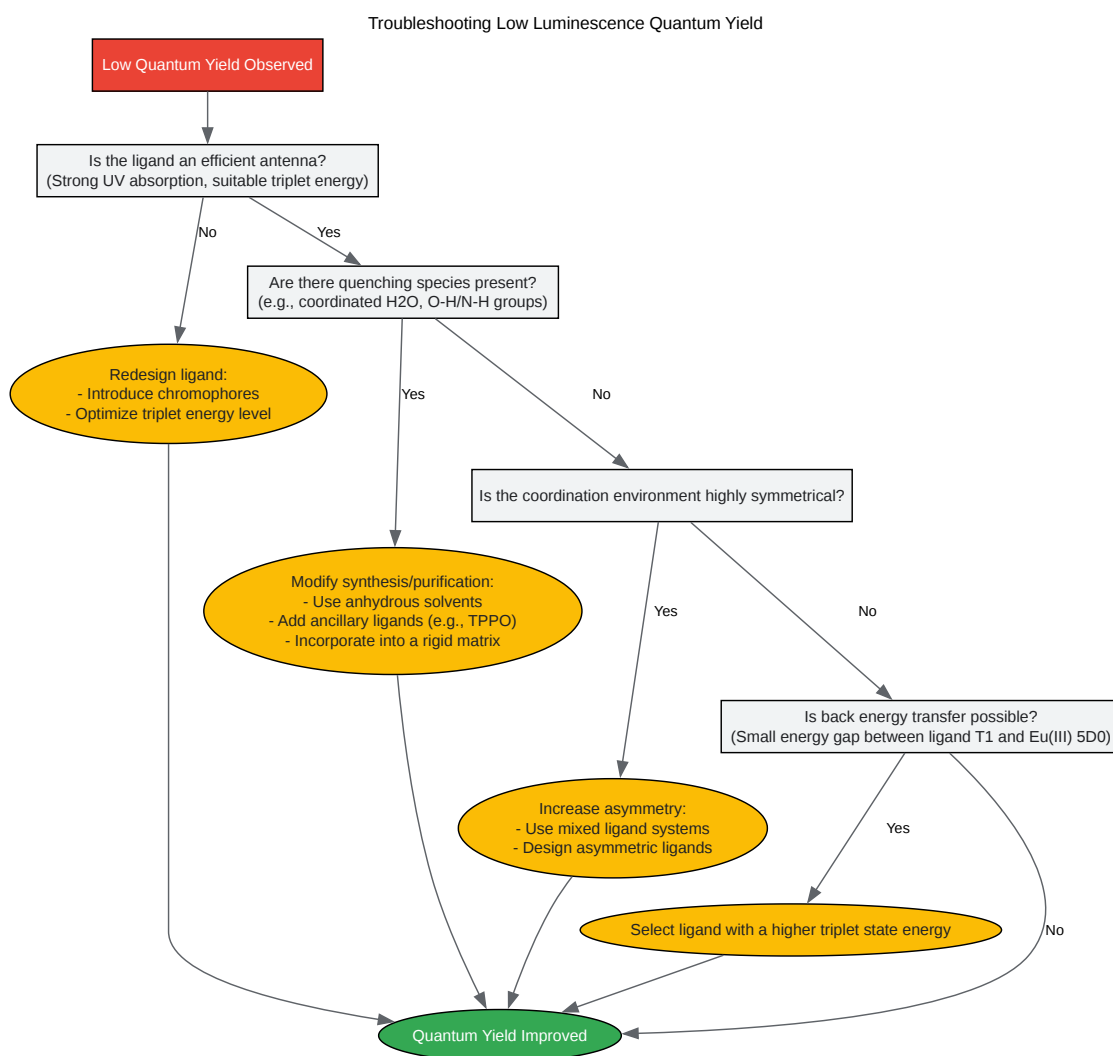 Troubleshooting Low Luminescence Quantum Yield
Low Quantum Yield Observed
Is the ligand an efficient antenna?
(Strong UV absorption, suitable triplet energy)
No
Yes
Are there quenching species present?
(e.g., coordinated H2O, O-H/N-H groups)
Redesign ligand:
- Introduce chromophores
- Optimize triplet energy level
Yes
No
Is the coordination environment highly symmetrical?
Modify synthesis/purification:
- Use anhydrous solvents
- Add ancillary ligands (e.g., TPPO)
- Incorporate into a rigid matrix
Yes
No
Is back energy transfer possible?
(Small energy gap between ligand T1 and Eu(III) 5D0)
Increase asymmetry:
- Use mixed ligand systems
- Design asymmetric ligands
Yes
No
Select ligand with a higher triplet state energy
Quantum Yield Improved